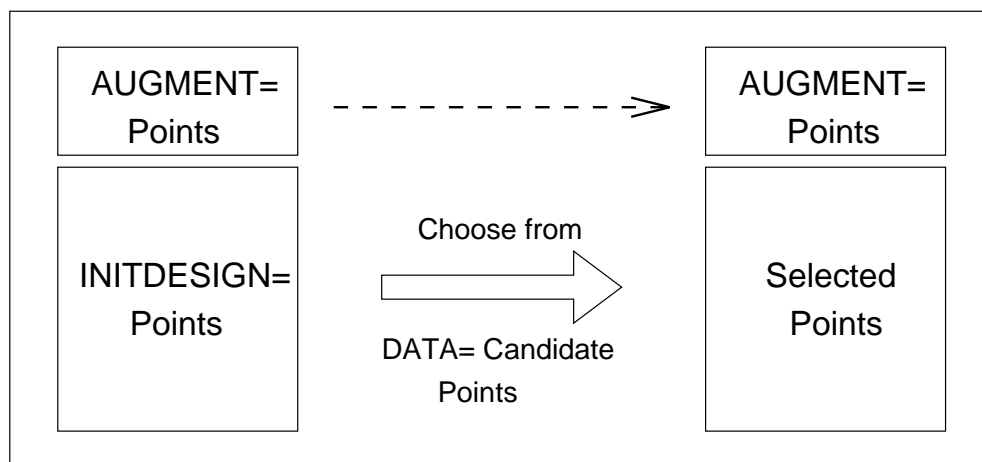 AUGMENT=
Points
AUGMENT=
Points
INITDESIGN=
Points
Choose from
DATA= Candidate
Points
Selected
Points